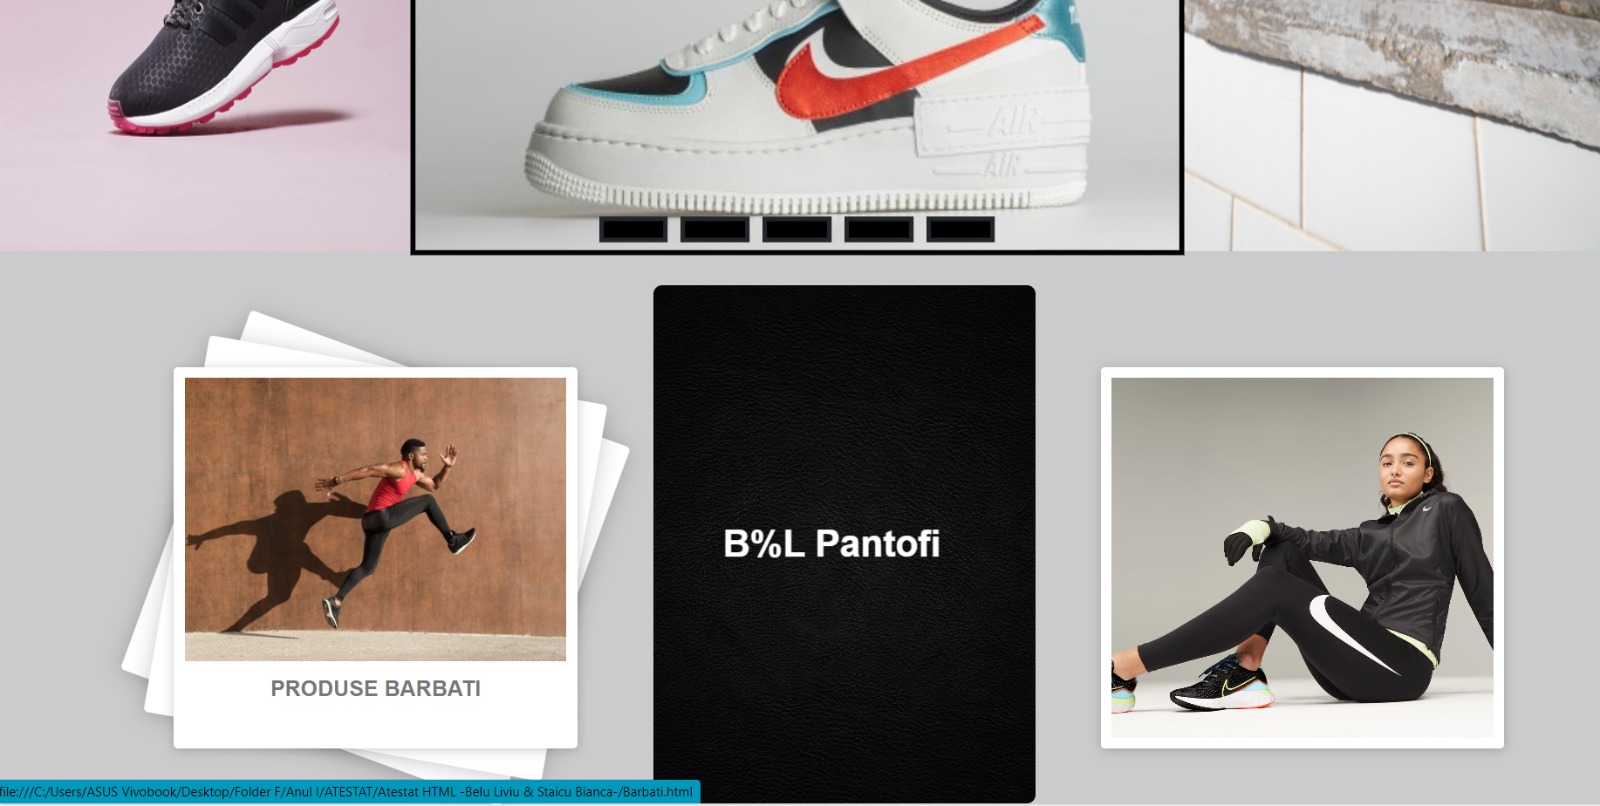 AIR
AIR
B%L Pantofi
PRODUSE BARBATI
file:///C:/Users/ASUS Vivobook/Desktop/Folder F/Anul I/ATESTAT/Atestat HTML -Belu Liviu & Staicu Bianca-/Barbati.html